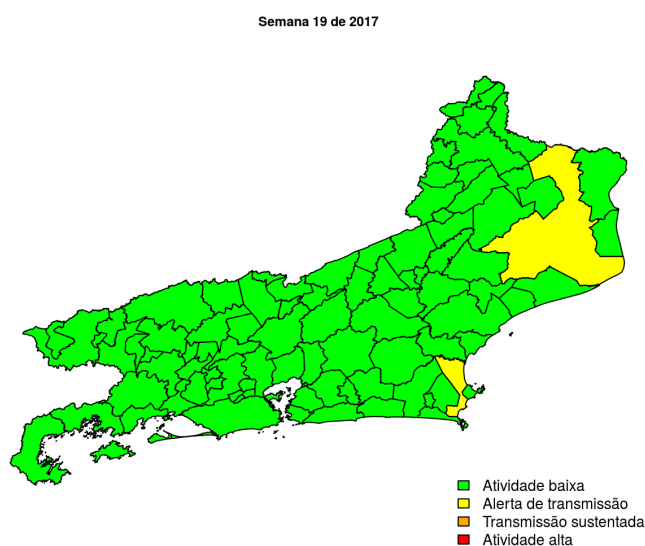 Semana 19 de 2017
Atividade baixa
Alerta de transmissão
Transmissão sustentada
Atividade alta